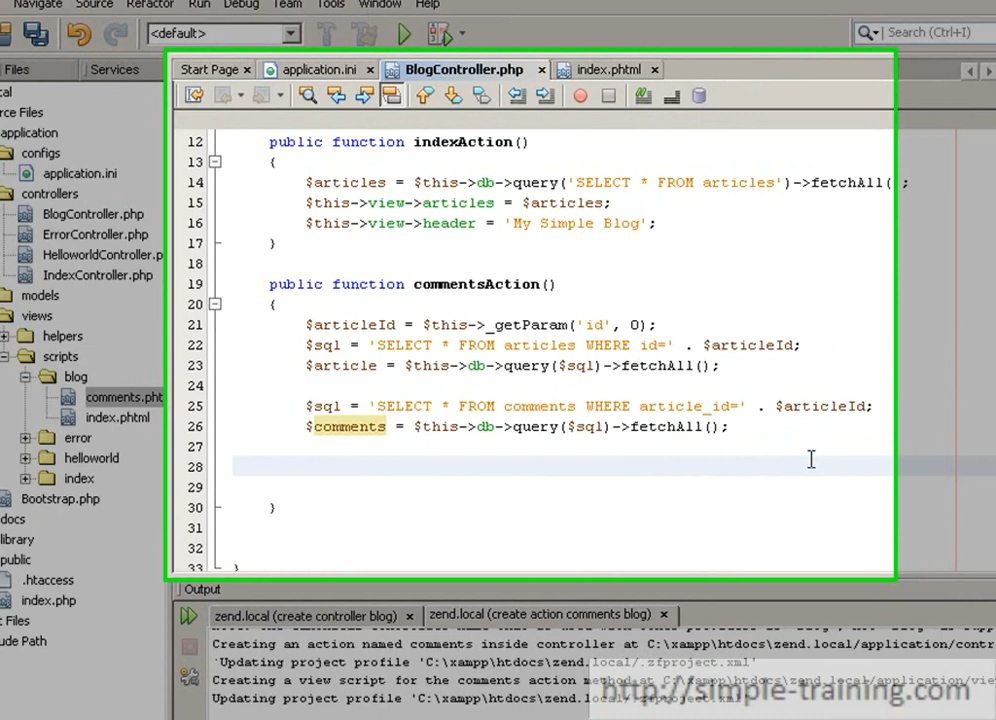 Navigate Source Refactor Run Debug Team Tools Window Help
<default>
Search (Ctrl+I)
Files Services
Start Page application.ini BlogController.php index.phtml
rce Files
application
configs
application.ini
controllers
BlogController.php
ErrorController.php
HelloworldController.p
IndexController.php
models
views
helpers
scripts
blog
comments.pht
index.phtml
error
helloworld
index
Bootstrap.php
docs
library
public
.htaccess
index.php
Files
ude Path
12 public function indexAction()
13 {
14 $articles = $this->db->query('SELECT * FROM articles')->fetchAll();
15 $this->view->articles = $articles;
16 $this->view->header = 'My Simple Blog';
17 }
18
19 public function commentsAction()
20 {
21 $articleId = $this->_getParam('id', 0);
22 $sql = 'SELECT * FROM articles WHERE id=' . $articleId;
23 $article = $this->db->query($sql)->fetchAll();
24
25 $sql = 'SELECT * FROM comments WHERE article_id=' . $articleId;
26 $comments = $this->db->query($sql)->fetchAll();
27
28
29
30 }
31
32
33 }
Output
zend.local (create controller blog) zend.local (create action comments blog)
Creating an action named comments inside controller at C:\xampp\htdocs\zend.local/application/contr
'Updating project profile 'C:\xampp\htdocs\zend.local/.zfproject.xml'
Creating a view script for the comments action method at C:\xampp\htdocs\zend.local/application/vie
Updating project profile 'C:\xampp\htdocs\zend.local/.zfproject.xml'
http://simple-training.com